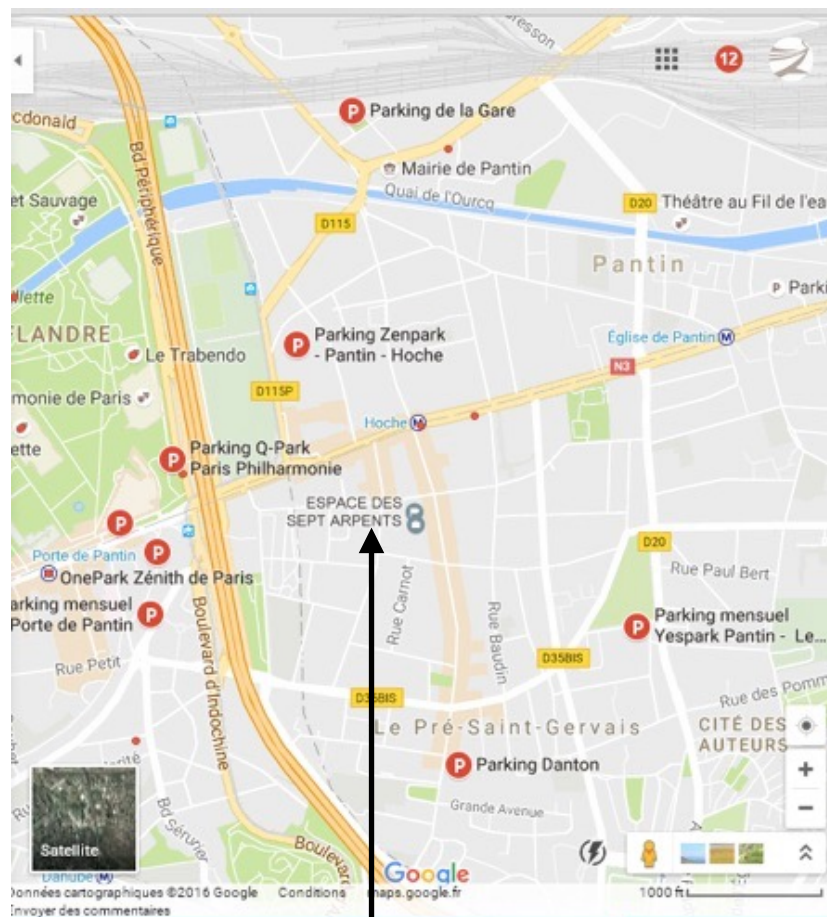 resson
12
Parking de la Gare
cdonald
Bd Périphérique
Mairie de Pantin
et Sauvage
Quai de l'Ourcq
D20
Théâtre au Fil de l'ea
D115
Pantin
llette
P Parki
FLANDRE
Parking Zenpark
- Pantin - Hoche
Église de Pantin
Le Trabendo
N3
D115P
monie de Paris
Hoche
ette
Parking Q-Park
Paris Philharmonie
ESPACE DES
SEPT ARPENTS
Porte de Pantin
D20
OnePark Zénith de Paris
Rue Paul Bert
arking mensuel
Porte de Pantin
Rue Carnot
Rue Baudin
Parking mensuel
Yespark Pantin - Le...
Boulevard d'Indochine
Rue Petit
D35BIS
D35BIS
Rue des Pomm
Le Pré-Saint-Gervais
CITÉ DES
AUTEURS
Parking Danton
Bd Sérurier
Grande Avenue
Satellite
Boulevar
Danube
Google
Données cartographiques ©2016 Google Conditions maps.google.fr 1000 ft
Envoyer des commentaires